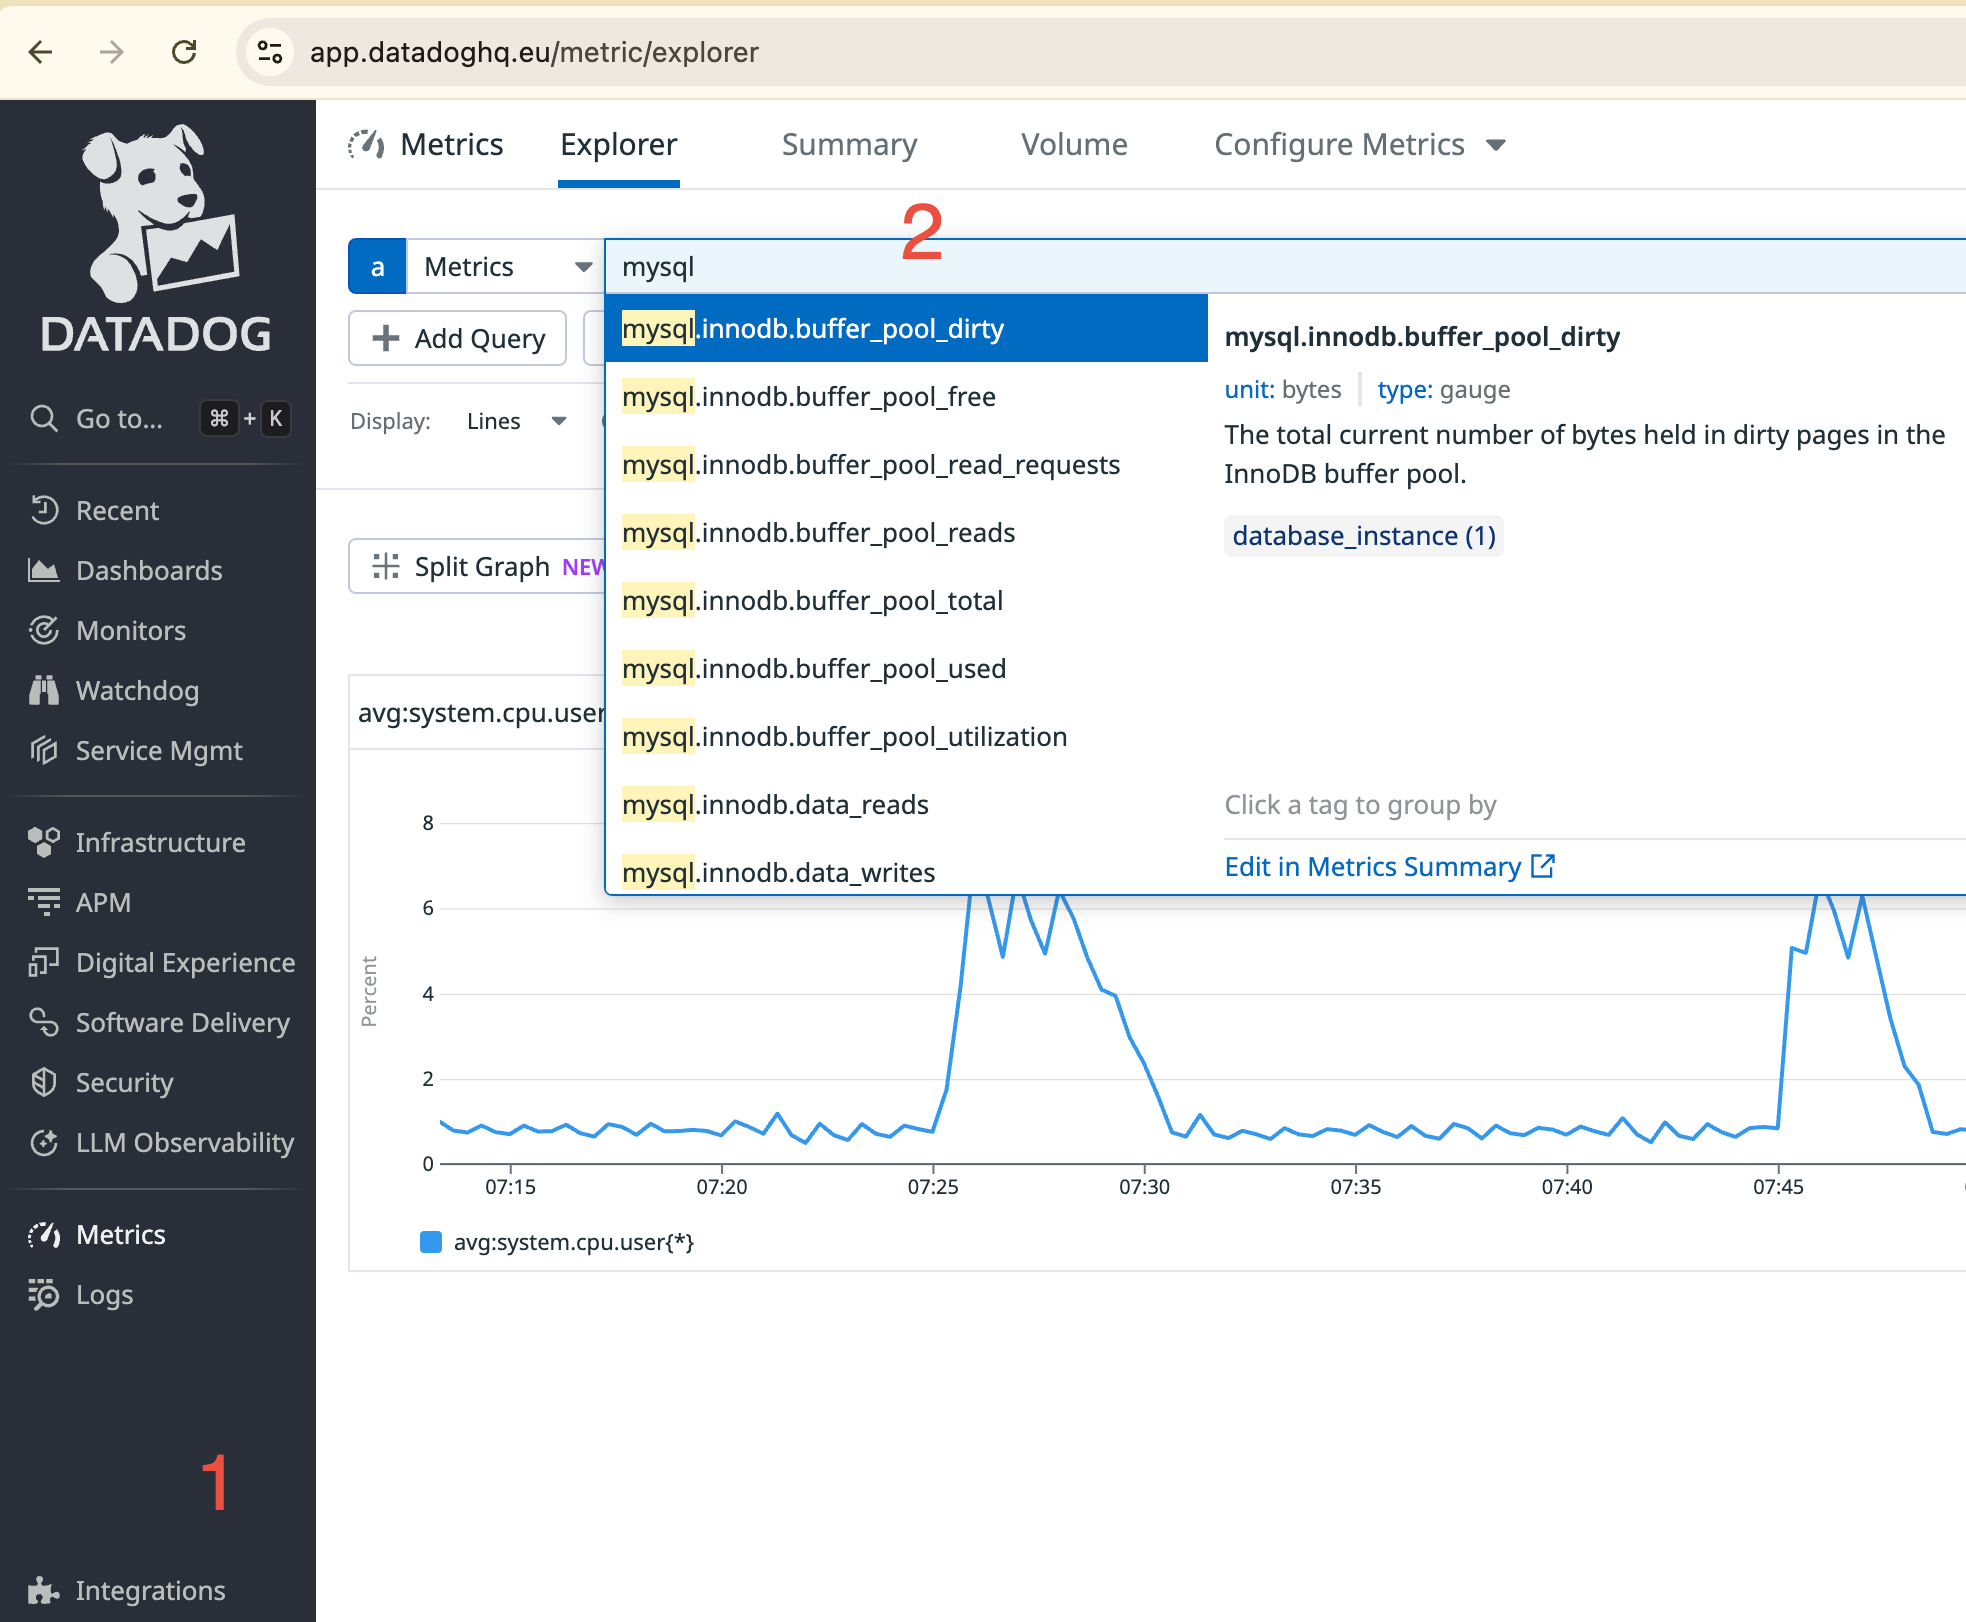 app.datadoghq.eu/metric/explorer
DATADOG
Go to... ⌘ + K
Recent
Dashboards
Monitors
Watchdog
Service Mgmt
Infrastructure
APM
Digital Experience
Software Delivery
Security
LLM Observability
Metrics
Logs
1
Integrations
Metrics Explorer Summary Volume Configure Metrics
2
a Metrics mysql
Add Query
Display: Lines
Split Graph NEW
mysql.innodb.buffer_pool_dirty
mysql.innodb.buffer_pool_free
mysql.innodb.buffer_pool_read_requests
mysql.innodb.buffer_pool_reads
mysql.innodb.buffer_pool_total
mysql.innodb.buffer_pool_used
mysql.innodb.buffer_pool_utilization
mysql.innodb.data_reads
mysql.innodb.data_writes
mysql.innodb.buffer_pool_dirty
unit: bytes type: gauge
The total current number of bytes held in dirty pages in the
InnoDB buffer pool.
database_instance (1)
Click a tag to group by
Edit in Metrics Summary
avg:system.cpu.user
Percent
8
6
4
2
0
07:15 07:20 07:25 07:30 07:35 07:40 07:45
avg:system.cpu.user{*}